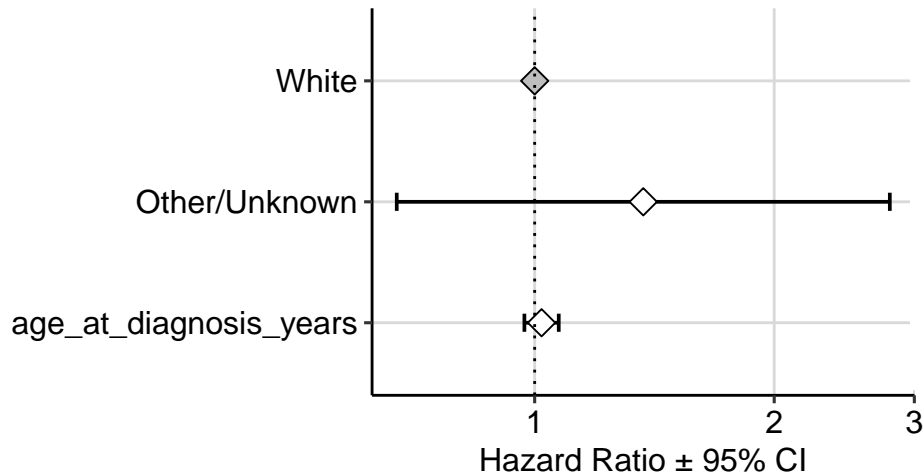 White
Other/Unknown
age_at_diagnosis_years
1 2 3
Hazard Ratio ± 95% CI